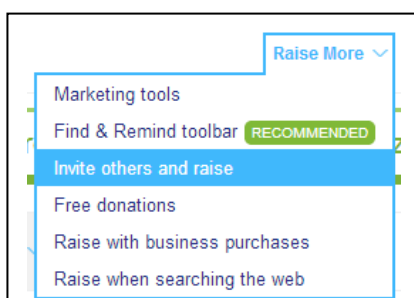 Raise More
Marketing tools
Find & Remind toolbar RECOMMENDED
Invite others and raise
Free donations
Raise with business purchases
Raise when searching the web